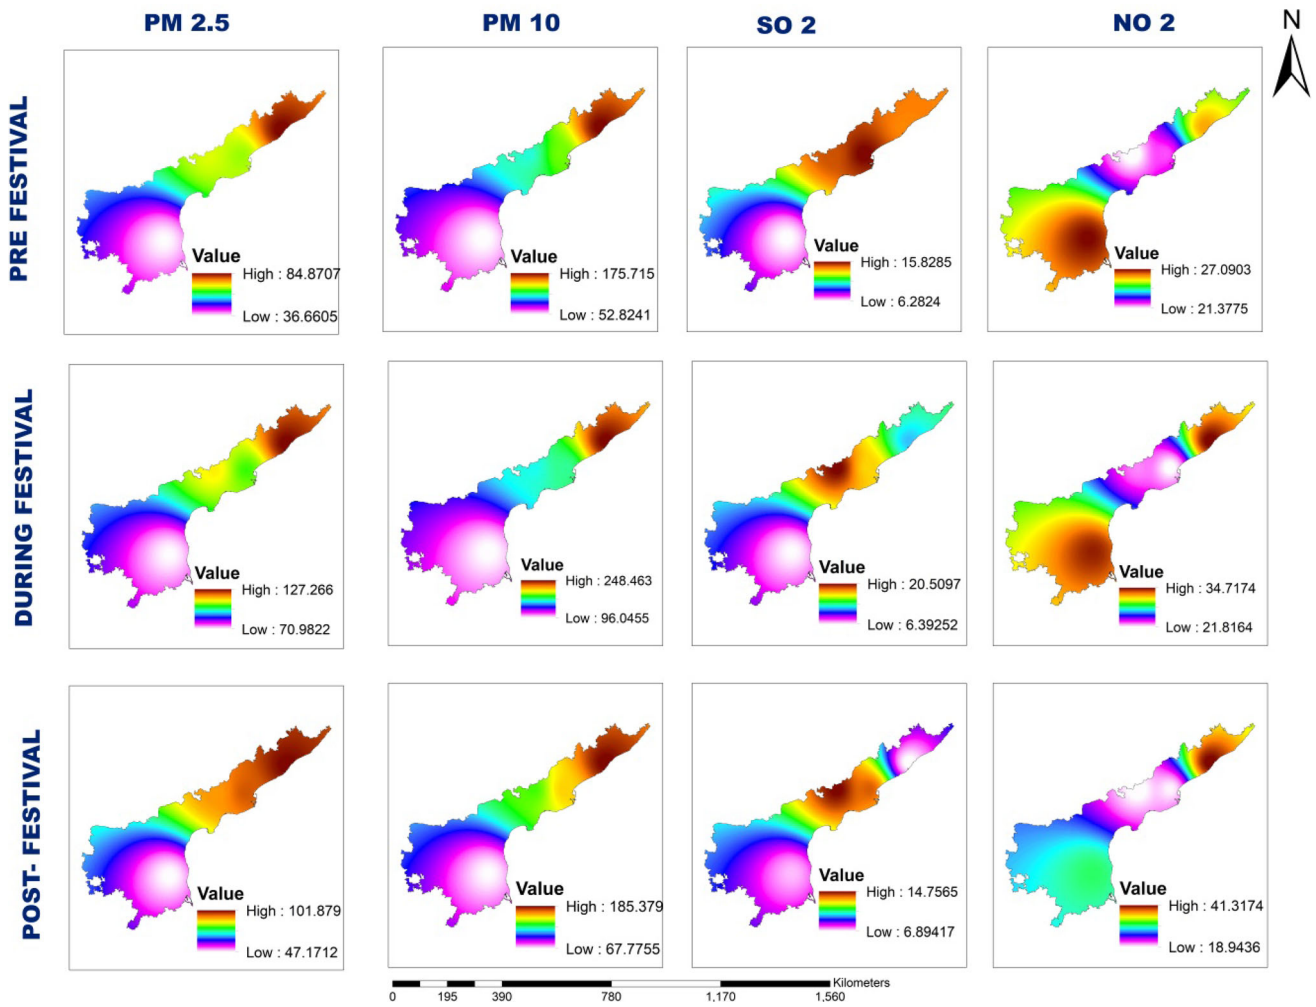 PM 2.5
PM 10
SO 2
NO 2
N
PRE FESTIVAL
Value
High : 84.8707
Low : 36.6605
Value
High : 175.715
Low : 52.8241
Value
High : 15.8285
Low : 6.2824
Value
High : 27.0903
Low : 21.3775
DURING FESTIVAL
Value
High : 127.266
Low : 70.9822
Value
High : 248.463
Low : 96.0455
Value
High : 20.5097
Low : 6.39252
Value
High : 34.7174
Low : 21.8164
POST- FESTIVAL
Value
High : 101.879
Low : 47.1712
Value
High : 185.379
Low : 67.7755
Value
High : 14.7565
Low : 6.89417
Value
High : 41.3174
Low : 18.9436
Kilometers
0 195 390 780 1,170 1,560